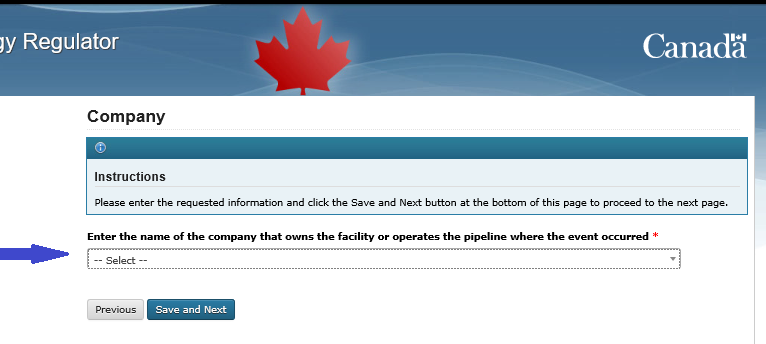 gy Regulator
Canada
Company
Instructions
Please enter the requested information and click the Save and Next button at the bottom of this page to proceed to the next page.
Enter the name of the company that owns the facility or operates the pipeline where the event occurred *
-- Select --
Previous
Save and Next